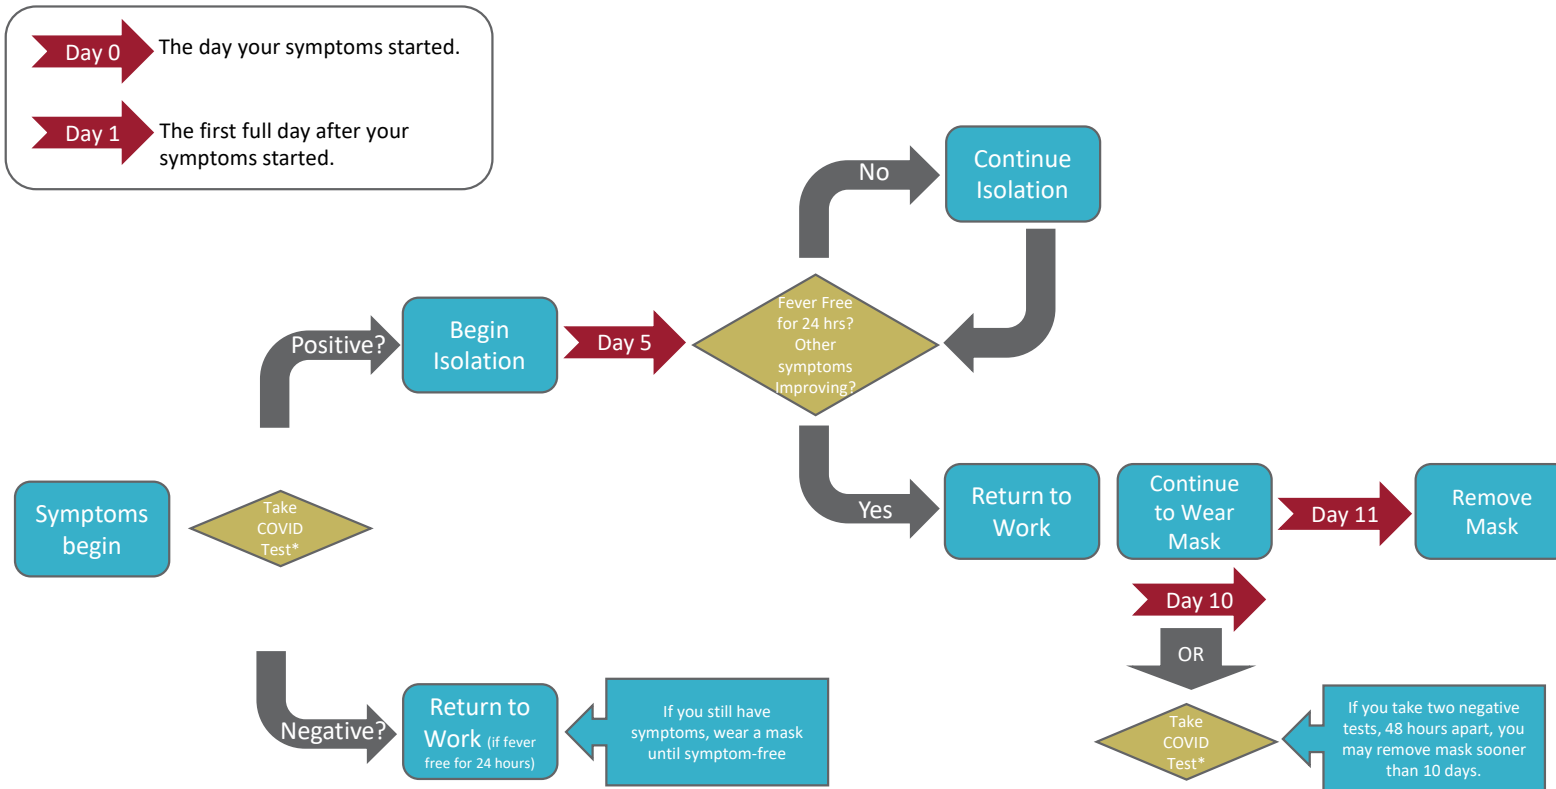 Day 0
The day your symptoms started.
Day 1
The first full day after your
symptoms started.
No
Continue
Isolation
Positive?
Begin
Isolation
Day 5
Fever Free
for 24 hrs?
Other
symptoms
Improving?
Symptoms
begin
Take
COVID
Test*
Yes
Return to
Work
Continue
to Wear
Mask
Day 11
Remove
Mask
Day 10
OR
Negative?
Return to
Work (if fever
free for 24 hours)
If you still have
symptoms, wear a mask
until symptom-free
Take
COVID
Test*
If you take two negative
tests, 48 hours apart, you
may remove mask sooner
than 10 days.